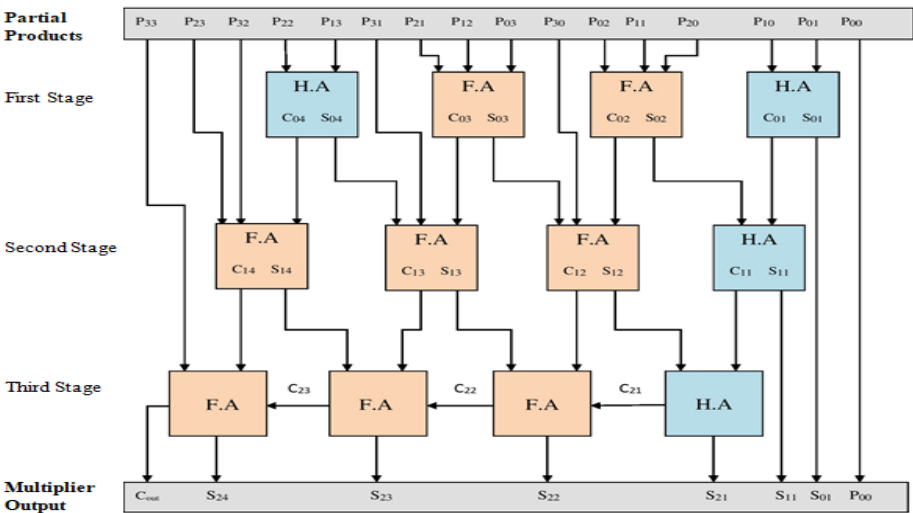 Partial Products
P33 P23 P32 P22 P13 P31 P21 P12 P03 P30 P02 P11 P20 P10 P01 P00
First Stage
H.A F.A F.A H.A
C04 S04 C03 S03 C02 S02 C01 S01
Second Stage
F.A F.A F.A H.A
C14 S14 C13 S13 C12 S12 C11 S11
Third Stage
C23 C22 C21
F.A F.A F.A H.A
Multiplier Output
Cout S24 S23 S22 S21 S11 S01 P00